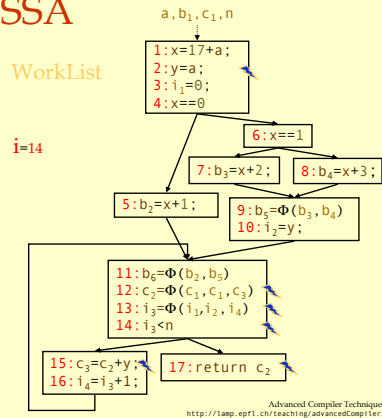 SSA
a,b₁,c₁,n
WorkList
i=14
1:x=17+a;
2:y=a;
3:i₁=0;
4:x==0
6:x==1
7:b₃=x+2;
8:b₄=x+3;
5:b₂=x+1;
9:b₅=Φ(b₃,b₄)
10:i₂=y;
11:b₆=Φ(b₂,b₅)
12:c₂=Φ(c₁,c₁,c₃)
13:i₃=Φ(i₁,i₂,i₄)
14:i₃<n
15:c₃=c₂+y;
16:i₄=i₃+1;
17:return c₂
Advanced Compiler Technique
http://lamp.epfl.ch/teaching/advancedCompiler